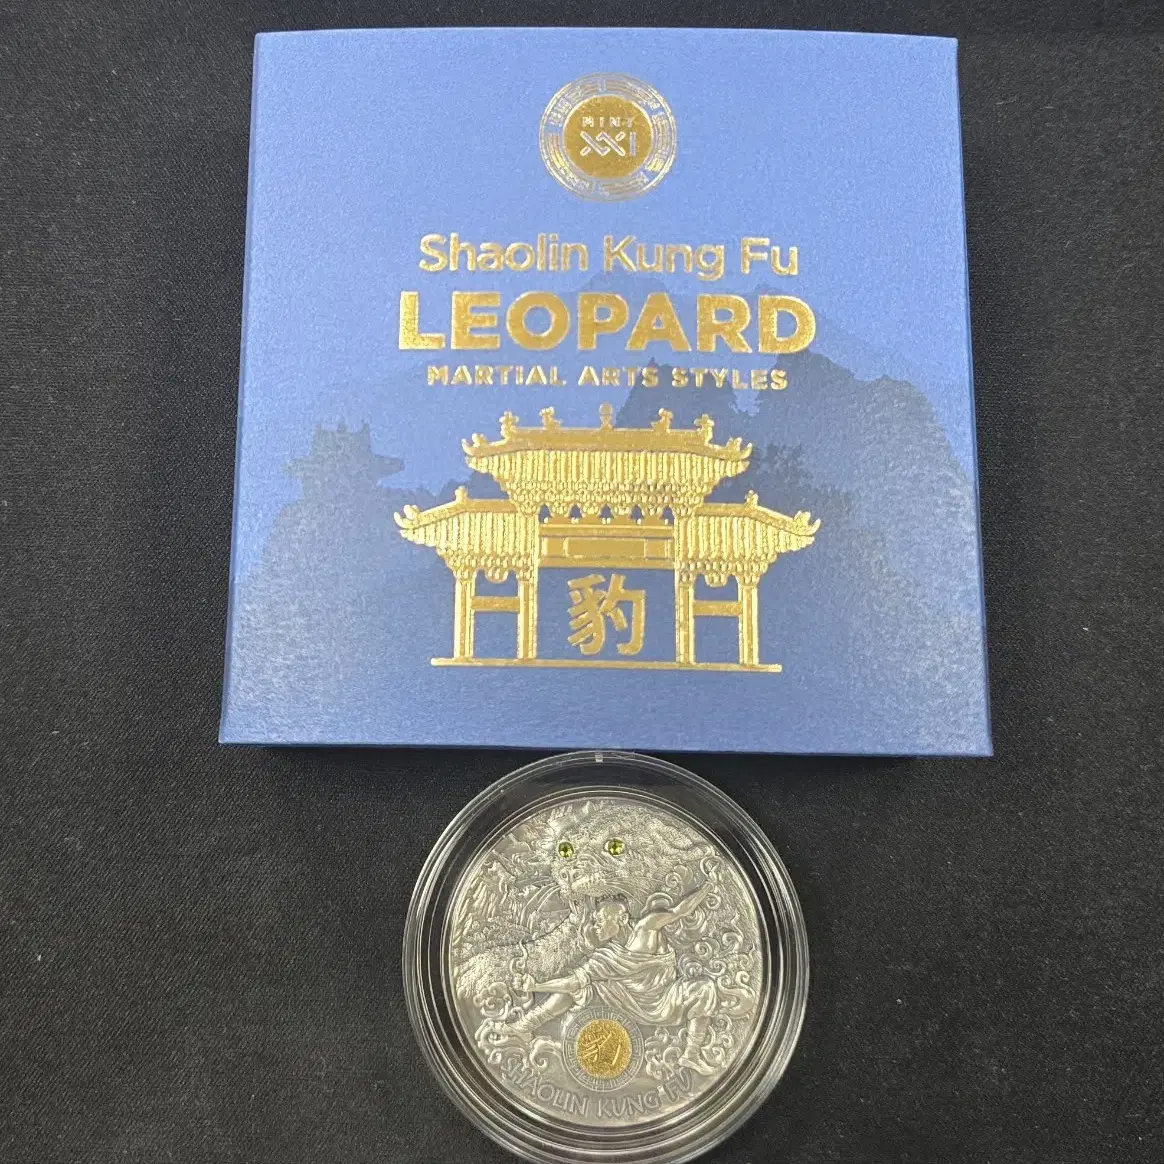 MINT
XXI
Shaolin Kung Fu
LEOPARD
MARTIAL ARTS STYLES
豹
SHAOLIN KUNG FU